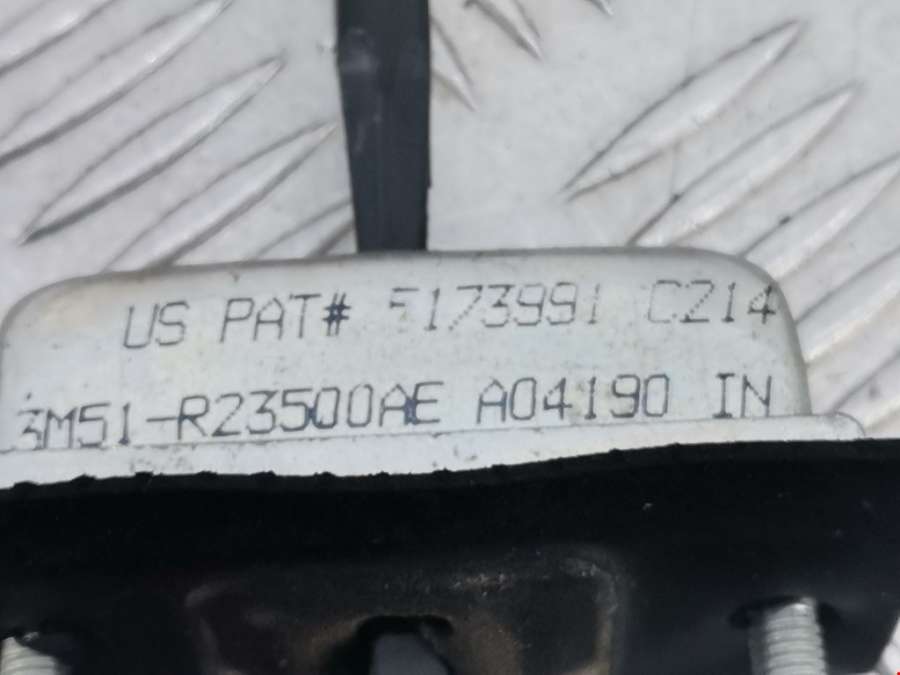 US PAT# 5173991 C214
3M51-R23500AE A04190 IN